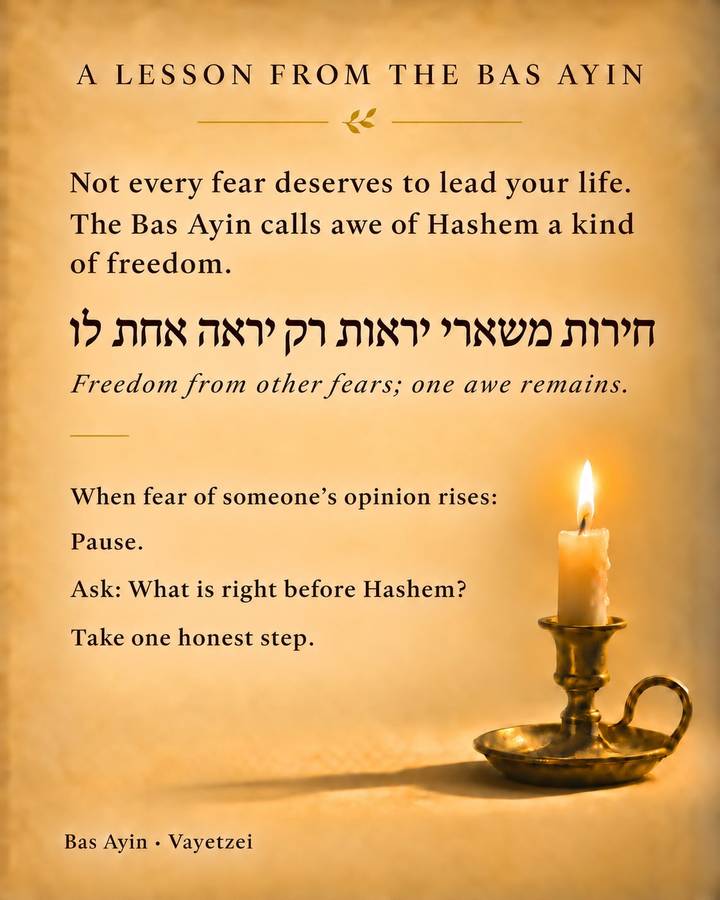 A LESSON FROM THE BAS AYIN
Not every fear deserves to lead your life.
The Bas Ayin calls awe of Hashem a kind
of freedom.
חירות משארי יראות רק יראה אחת לו
Freedom from other fears; one awe remains.
When fear of someone’s opinion rises:
Pause.
Ask: What is right before Hashem?
Take one honest step.
Bas Ayin • Vayetzei